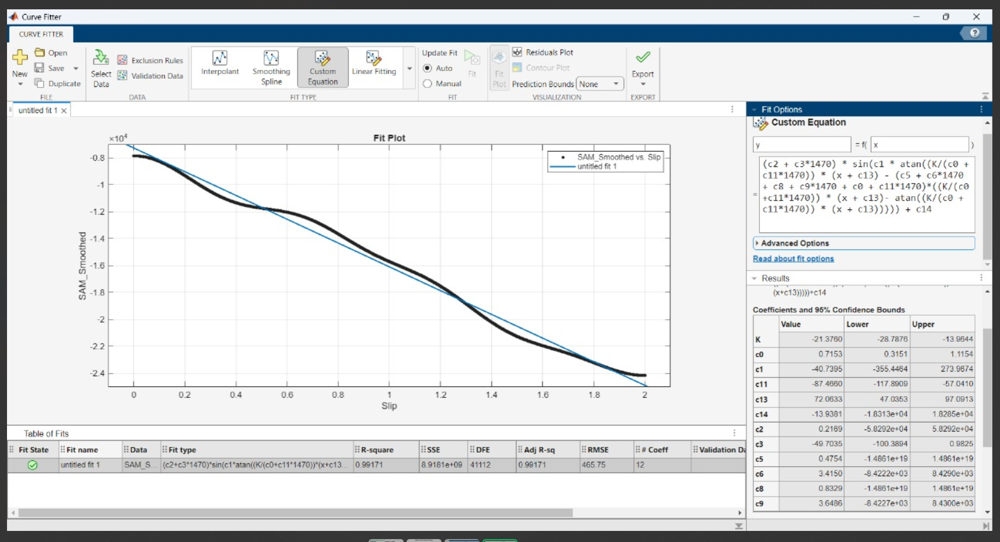 Curve Fitter
CURVE FITTER
New
Open
Save
Duplicate
FILE
Select
Data
Exclusion Rules
Validation Data
DATA
Interpolant
Smoothing
Spline
Custom
Equation
Linear Fitting
FIT TYPE
Update Fit
Auto
Manual
Fit
FIT
Fit
Plot
Residuals Plot
Contour Plot
Prediction Bounds None
VISUALIZATION
Export
EXPORT
untitled fit 1
Fit Plot
×10⁴
-0.8
-1
-1.2
-1.4
-1.6
-1.8
-2
-2.2
-2.4
SAM_Smoothed
0 0.2 0.4 0.6 0.8 1 1.2 1.4 1.6 1.8 2
Slip
SAM_Smoothed vs. Slip
untitled fit 1
Fit Options
Custom Equation
y = f( x )
=
(c2 + c3*1470) * sin(c1 * atan((K/(c0 +
c11*1470)) * (x + c13) - (c5 + c6*1470
+ c8 + c9*1470 + c0 + c11*1470)*((K/(c0
+c11*1470)) * (x + c13)- atan((K/(c0 +
c11*1470)) * (x + c13))))) + c14
Advanced Options
Read about fit options
Results
(x+c13)))))+c14
Coefficients and 95% Confidence Bounds
Value Lower Upper
K -21.3760 -28.7876 -13.9644
c0 0.7153 0.3151 1.1154
c1 -40.7395 -355.4464 273.9674
c11 -87.4660 -117.8909 -57.0410
c13 72.0633 47.0353 97.0913
c14 -13.9381 -1.8313e+04 1.8285e+04
c2 0.2169 -5.8292e+04 5.8292e+04
c3 -49.7035 -100.3894 0.9825
c5 0.4754 -1.4861e+19 1.4861e+19
c6 3.4150 -8.4222e+03 8.4290e+03
c8 0.8329 -1.4861e+19 1.4861e+19
c9 3.6486 -8.4227e+03 8.4300e+03
Table of Fits
Fit State Fit name Data Fit type R-square SSE DFE Adj R-sq RMSE # Coeff Validation Da
untitled fit 1 SAM_S... (c2+c3*1470)*sin(c1*atan((K/(c0+c11*1470))*(x+c13... 0.99171 8.9181e+09 41112 0.99171 465.75 12